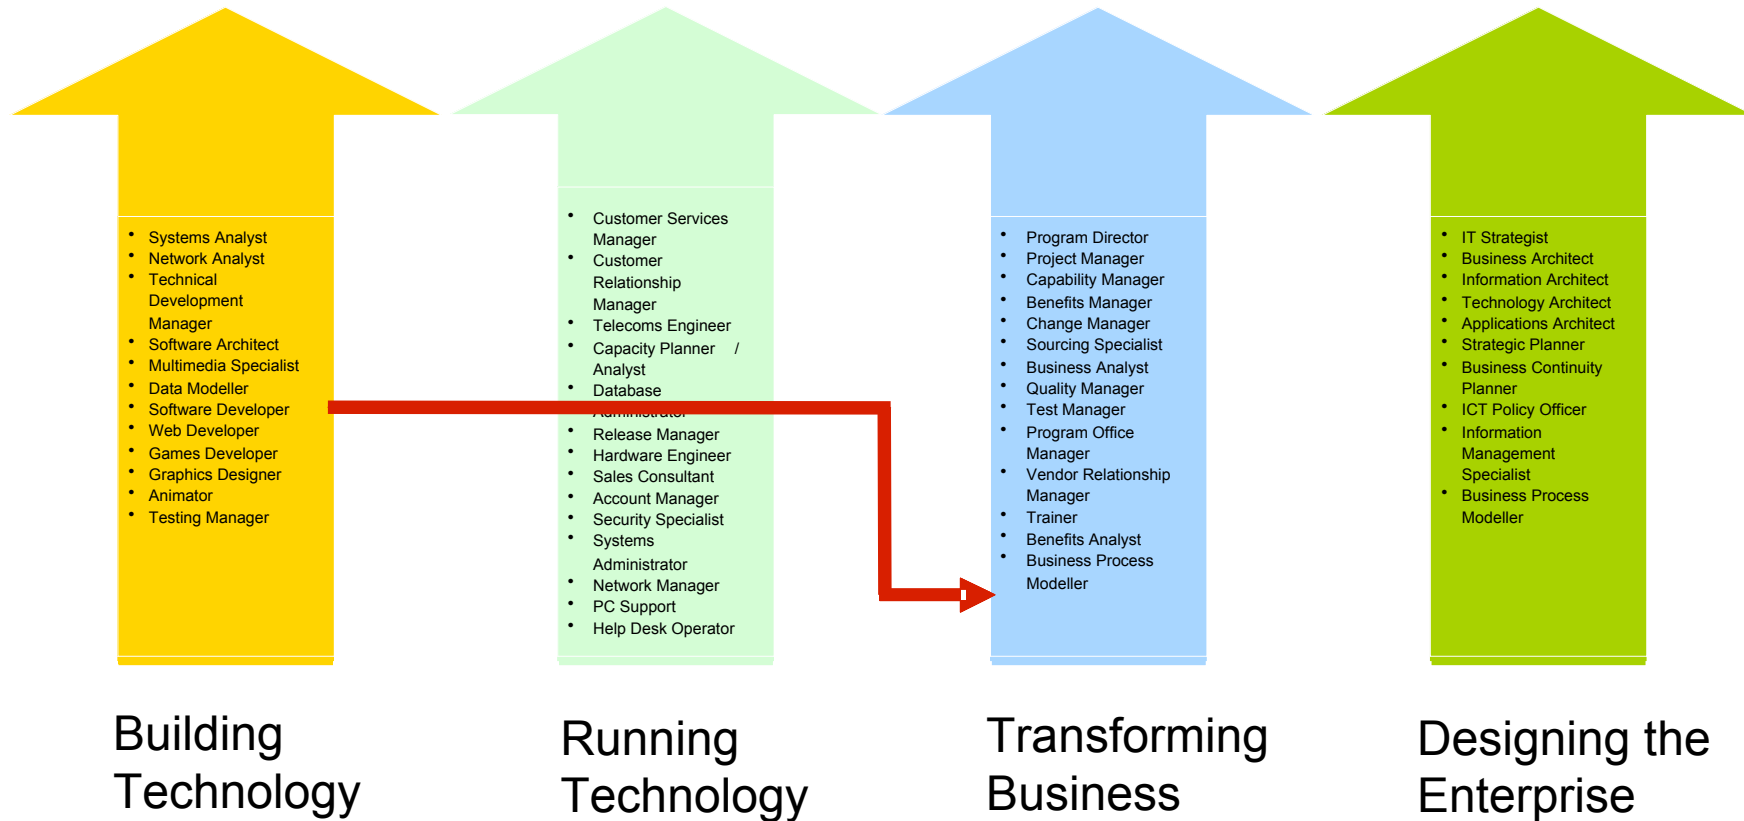 • Systems Analyst
• Network Analyst
• Technical
Development
Manager
• Software Architect
• Multimedia Specialist
• Data Modeller
• Software Developer
• Web Developer
• Games Developer
• Graphics Designer
• Animator
• Testing Manager
• Customer Services
Manager
• Customer
Relationship
Manager
• Telecoms Engineer
• Capacity Planner /
Analyst
• Database
Administrator
• Release Manager
• Hardware Engineer
• Sales Consultant
• Account Manager
• Security Specialist
• Systems
Administrator
• Network Manager
• PC Support
• Help Desk Operator
• Program Director
• Project Manager
• Capability Manager
• Benefits Manager
• Change Manager
• Sourcing Specialist
• Business Analyst
• Quality Manager
• Test Manager
• Program Office
Manager
• Vendor Relationship
Manager
• Trainer
• Benefits Analyst
• Business Process
Modeller
• IT Strategist
• Business Architect
• Information Architect
• Technology Architect
• Applications Architect
• Strategic Planner
• Business Continuity
Planner
• ICT Policy Officer
• Information
Management
Specialist
• Business Process
Modeller
Building
Technology
Running
Technology
Transforming
Business
Designing the
Enterprise